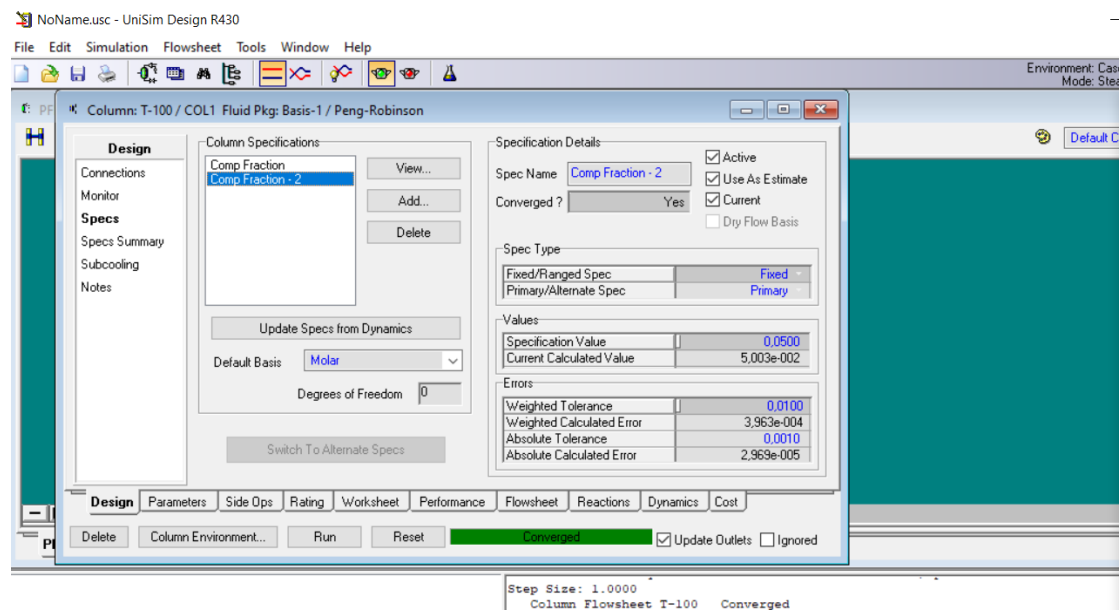 NoName.usc - UniSim Design R430
File Edit Simulation Flowsheet Tools Window Help
Environment: Cas
Mode: Stea
PF
Column: T-100 / COL1 Fluid Pkg: Basis-1 / Peng-Robinson
Default C
Design
Connections
Monitor
Specs
Specs Summary
Subcooling
Notes
Column Specifications
Comp Fraction
Comp Fraction - 2
View...
Add...
Delete
Update Specs from Dynamics
Default Basis Molar
Degrees of Freedom 0
Switch To Alternate Specs
Specification Details
Spec Name Comp Fraction - 2
Converged ? Yes
Active
Use As Estimate
Current
Dry Flow Basis
Spec Type
Fixed/Ranged Spec Fixed
Primary/Alternate Spec Primary
Values
Specification Value 0,0500
Current Calculated Value 5,003e-002
Errors
Weighted Tolerance 0,0100
Weighted Calculated Error 3,963e-004
Absolute Tolerance 0,0010
Absolute Calculated Error 2,969e-005
Design Parameters Side Ops Rating Worksheet Performance Flowsheet Reactions Dynamics Cost
Delete Column Environment... Run Reset Converged Update Outlets Ignored
Step Size: 1.0000
Column Flowsheet T-100 Converged